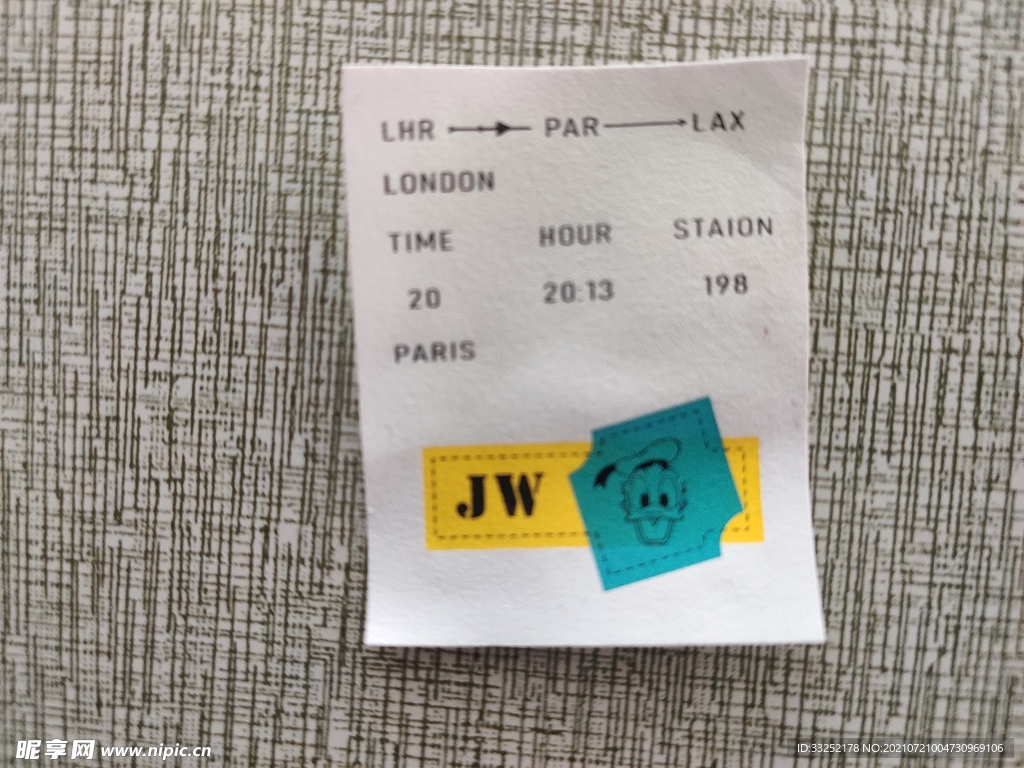 LHR PAR LAX
LONDON
TIME HOUR STAION
20 20:13 198
PARIS
JW
昵享网 www.nipic.cn
ID:33252178 NO:20210721004730969106